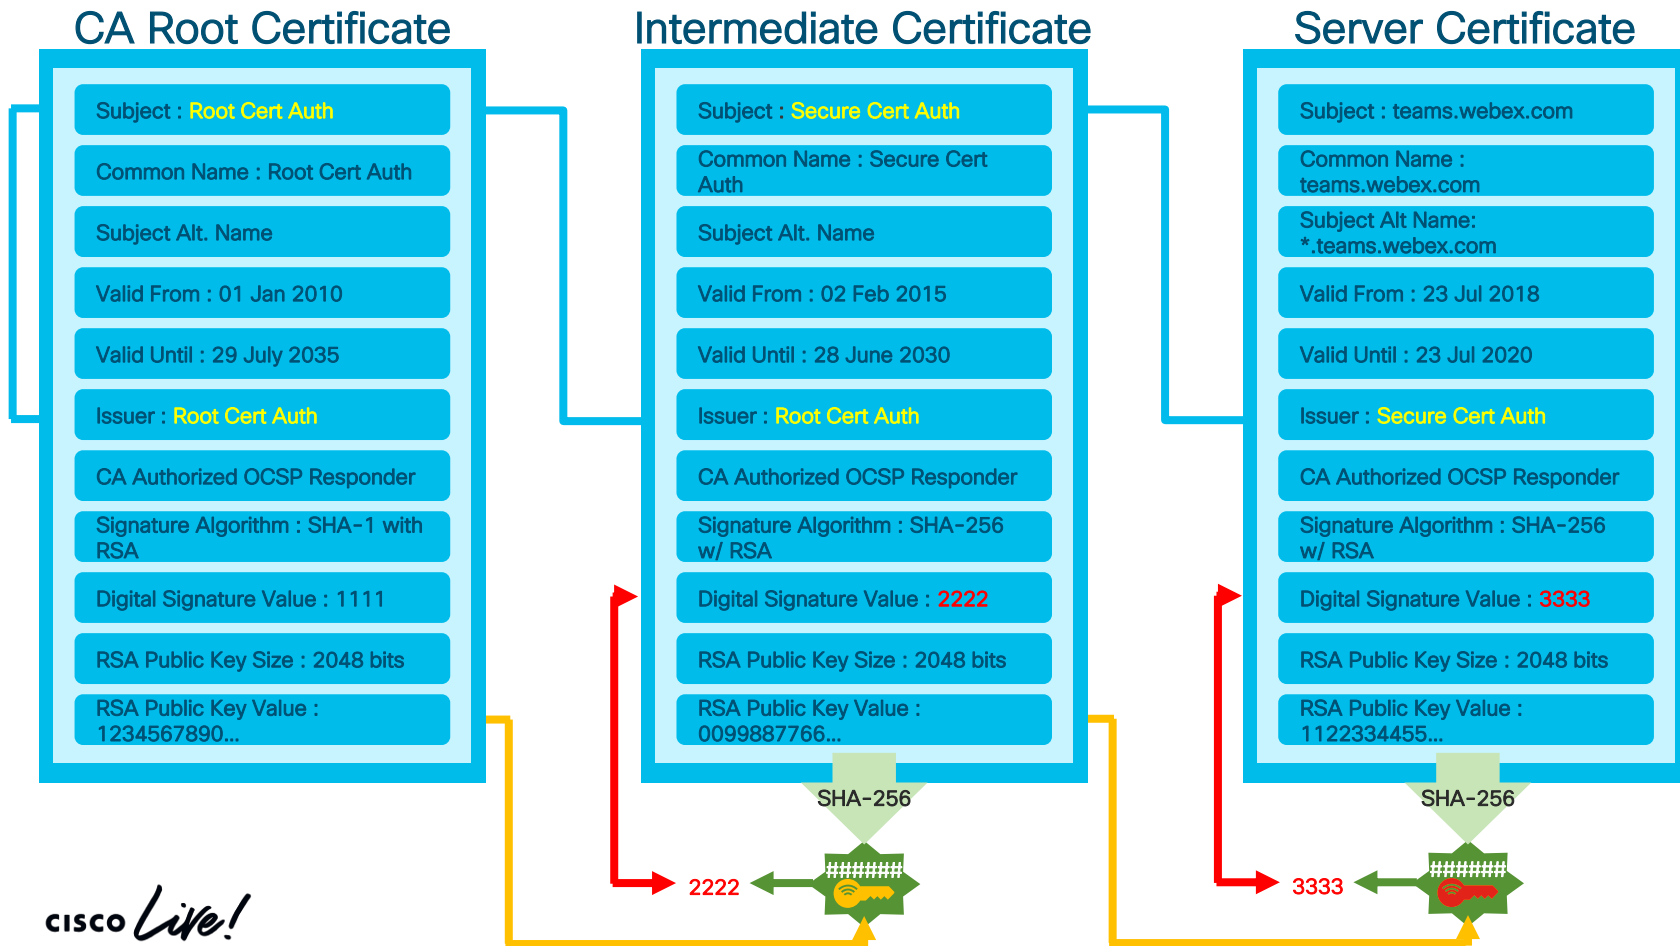 CA Root Certificate
Subject : Root Cert Auth
Common Name : Root Cert Auth
Subject Alt. Name
Valid From : 01 Jan 2010
Valid Until : 29 July 2035
Issuer : Root Cert Auth
CA Authorized OCSP Responder
Signature Algorithm : SHA-1 with
RSA
Digital Signature Value : 1111
RSA Public Key Size : 2048 bits
RSA Public Key Value :
1234567890...
Intermediate Certificate
Subject : Secure Cert Auth
Common Name : Secure Cert
Auth
Subject Alt. Name
Valid From : 02 Feb 2015
Valid Until : 28 June 2030
Issuer : Root Cert Auth
CA Authorized OCSP Responder
Signature Algorithm : SHA-256
w/ RSA
Digital Signature Value : 2222
RSA Public Key Size : 2048 bits
RSA Public Key Value :
0099887766...
SHA-256
#######
2222
Server Certificate
Subject : teams.webex.com
Common Name :
teams.webex.com
Subject Alt Name:
*.teams.webex.com
Valid From : 23 Jul 2018
Valid Until : 23 Jul 2020
Issuer : Secure Cert Auth
CA Authorized OCSP Responder
Signature Algorithm : SHA-256
w/ RSA
Digital Signature Value : 3333
RSA Public Key Size : 2048 bits
RSA Public Key Value :
1122334455...
SHA-256
#######
3333
CISCO Live!